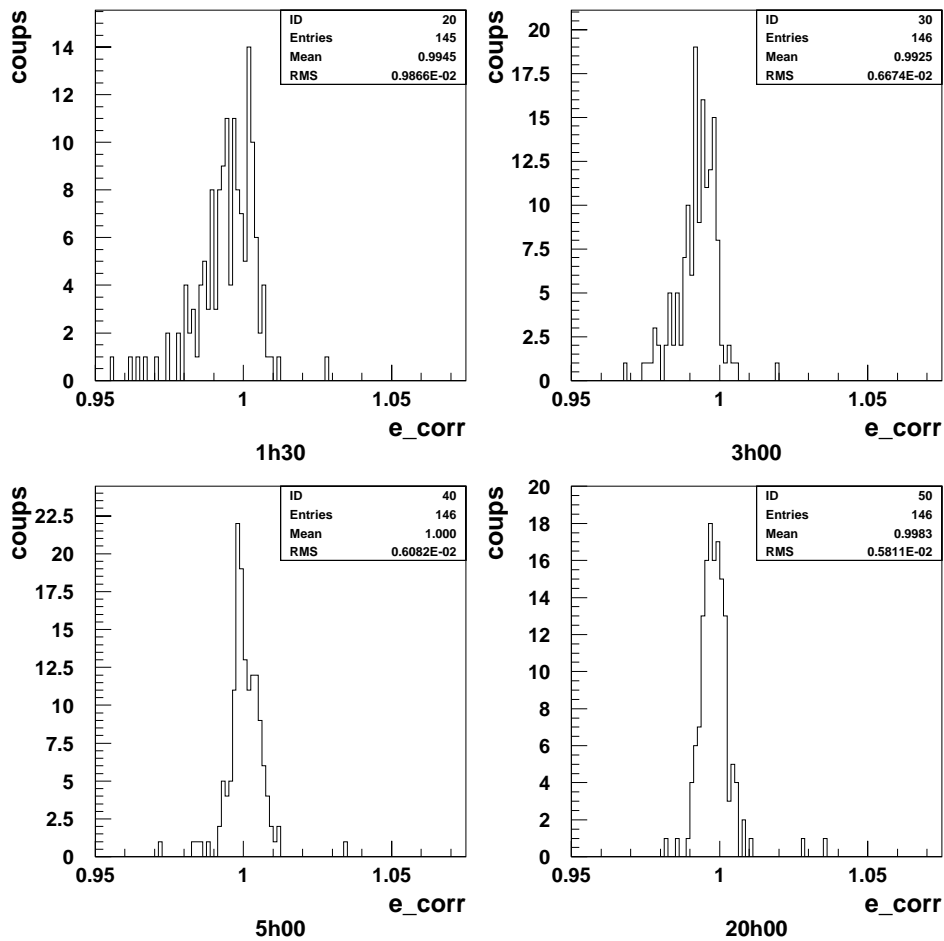 ID 20
Entries 145
Mean 0.9945
RMS 0.9866E-02
coups
14
12
10
8
6
4
2
0
0.95 1 1.05
e_corr
1h30
ID 30
Entries 146
Mean 0.9925
RMS 0.6674E-02
coups
20
17.5
15
12.5
10
7.5
5
2.5
0
0.95 1 1.05
e_corr
3h00
ID 40
Entries 146
Mean 1.000
RMS 0.6082E-02
coups
22.5
20
17.5
15
12.5
10
7.5
5
2.5
0
0.95 1 1.05
e_corr
5h00
ID 50
Entries 146
Mean 0.9983
RMS 0.5811E-02
coups
20
18
16
14
12
10
8
6
4
2
0
0.95 1 1.05
e_corr
20h00